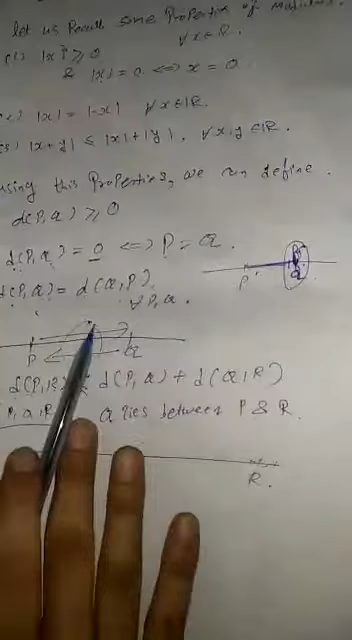 let us Recall some Properties of modulus.
(1) |x| ≥ 0 ∀ x ∈ R.
& |x| = 0 ⟺ x = 0.
|x| = |-x| ∀ x ∈ R.
|x+y| ≤ |x| + |y|, ∀ x, y ∈ R.
using this Properties, we can define.
d(P,Q) ≥ 0
d(P,Q) = 0 ⟺ P = Q.
P Q
d(P,Q) = d(Q,P)
∀ P, Q.
P Q
d(P,R) d(P,Q) + d(Q,R)
P, Q, R Q lies between P & R.
R.